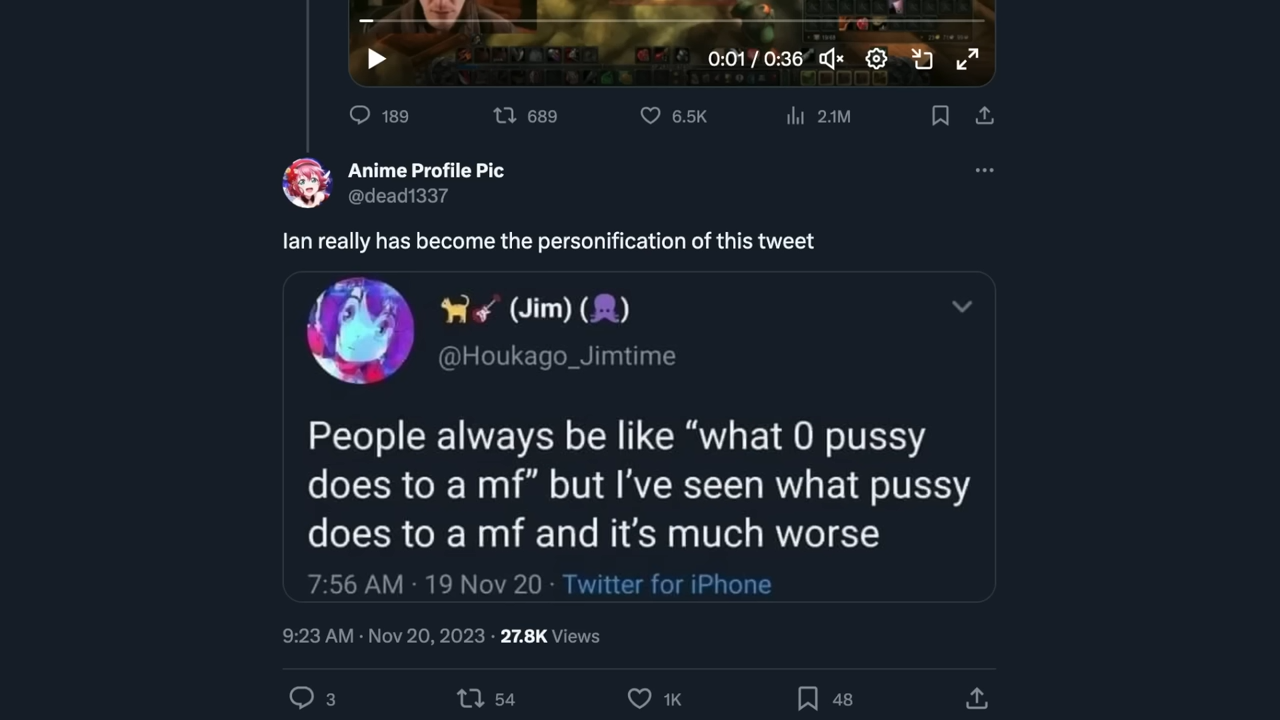 0:01 / 0:36
189 689 6.5K 2.1M
Anime Profile Pic
@dead1337
Ian really has become the personification of this tweet
🐈🎸 (Jim) (🐙)
@Houkago_Jimtime
People always be like “what 0 pussy
does to a mf” but I’ve seen what pussy
does to a mf and it’s much worse
7:56 AM · 19 Nov 20 · Twitter for iPhone
9:23 AM · Nov 20, 2023 · 27.8K Views
3 54 1K 48